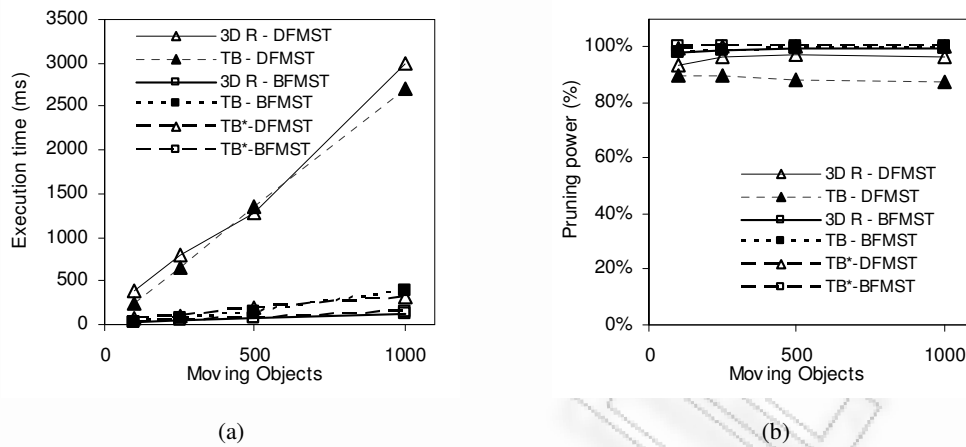 3500
3000
2500
2000
1500
1000
500
0
Execution time (ms)
3D R - DFMST
TB - DFMST
3D R - BFMST
TB - BFMST
TB*-DFMST
TB*-BFMST
0
500
1000
Moving Objects
(a)
100%
80%
60%
40%
20%
0%
Pruning power (%)
3D R - DFMST
TB - DFMST
3D R - BFMST
TB - BFMST
TB*-DFMST
TB*-BFMST
0
500
1000
Moving Objects
(b)